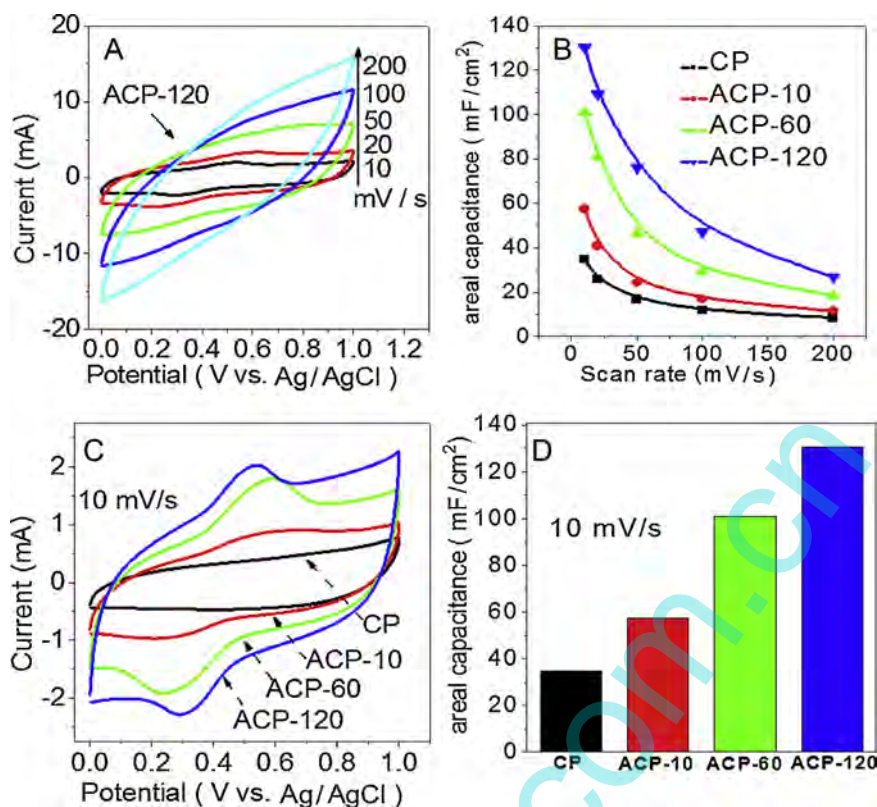 A
ACP-120
200
100
50
20
10
mV / s
20
10
0
-10
-20
Current (mA)
0.0 0.2 0.4 0.6 0.8 1.0 1.2
Potential ( V vs. Ag/AgCl )
B
CP
ACP-10
ACP-60
ACP-120
140
120
100
80
60
40
20
0
areal capacitance ( mF/cm²)
50 100 150 200
Scan rate (mV/s)
C
10 mV/s
CP
ACP-10
ACP-60
ACP-120
2
1
0
-1
-2
Current (mA)
0.0 0.2 0.4 0.6 0.8 1.0
Potential ( V vs. Ag/AgCl )
D
10 mV/s
140
120
100
80
60
40
20
0
areal capacitance ( mF/cm²)
CP ACP-10 ACP-60 ACP-120
com.cn